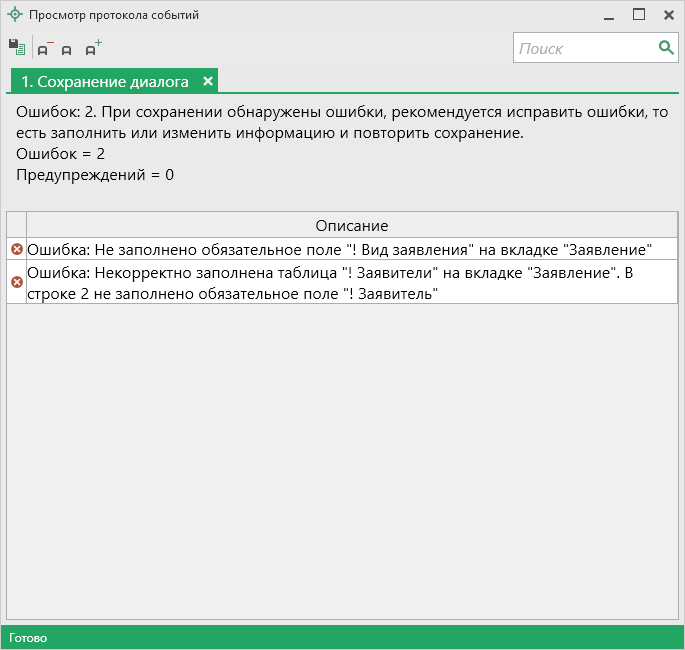 Просмотр протокола событий
Поиск
1. Сохранение диалога
Ошибок: 2. При сохранении обнаружены ошибки, рекомендуется исправить ошибки, то
есть заполнить или изменить информацию и повторить сохранение.
Ошибок = 2
Предупреждений = 0
Описание
Ошибка: Не заполнено обязательное поле "! Вид заявления" на вкладке "Заявление"
Ошибка: Некорректно заполнена таблица "! Заявители" на вкладке "Заявление". В
строке 2 не заполнено обязательное поле "! Заявитель"
Готово